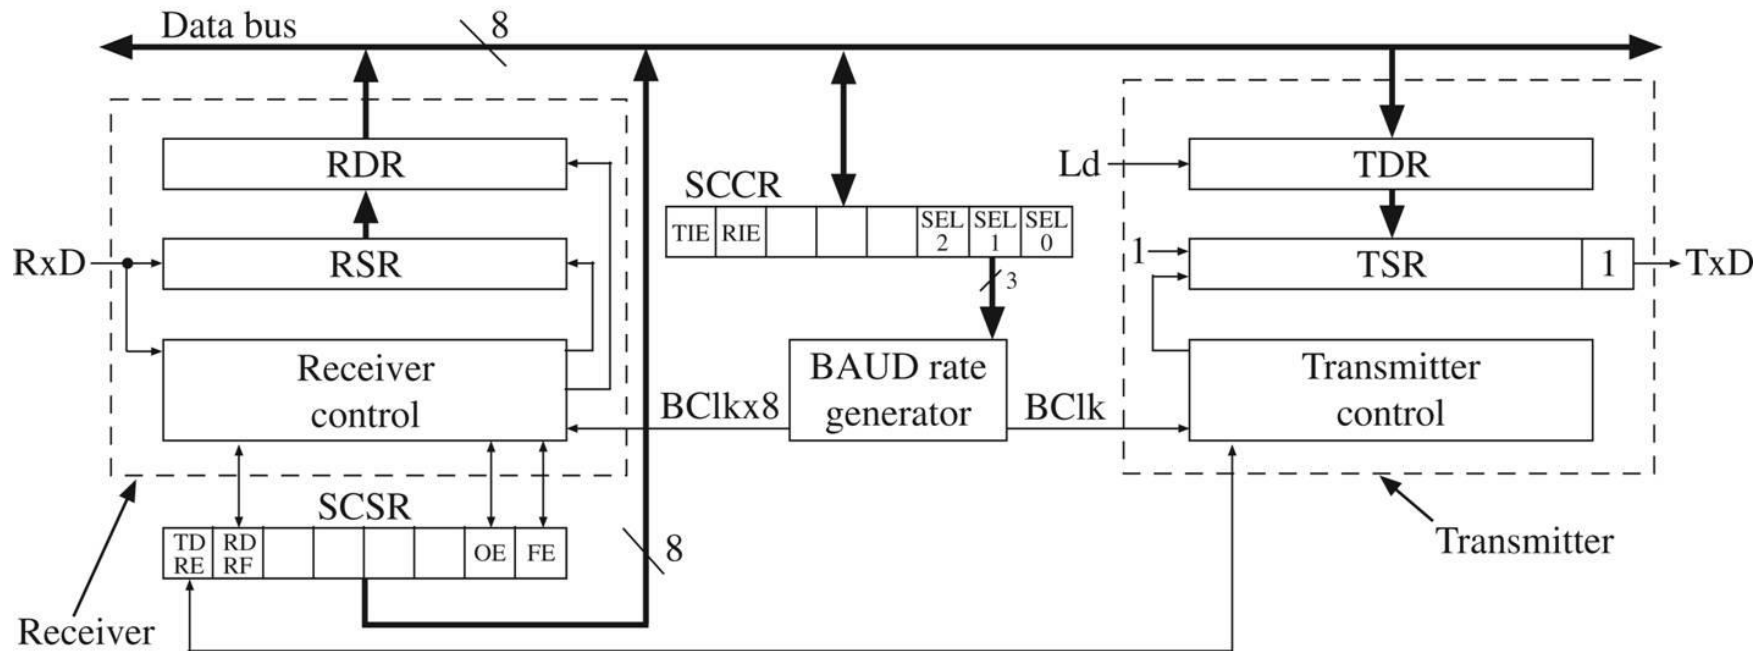 Data bus
8
RDR
RxD
RSR
Receiver
control
SCSR
TD
RE
RD
RF
OE
FE
8
Receiver
SCCR
TIE
RIE
SEL
2
SEL
1
SEL
0
3
BAUD rate
generator
BClkx8
BClk
Ld
TDR
1
TSR
1
TxD
Transmitter
control
Transmitter